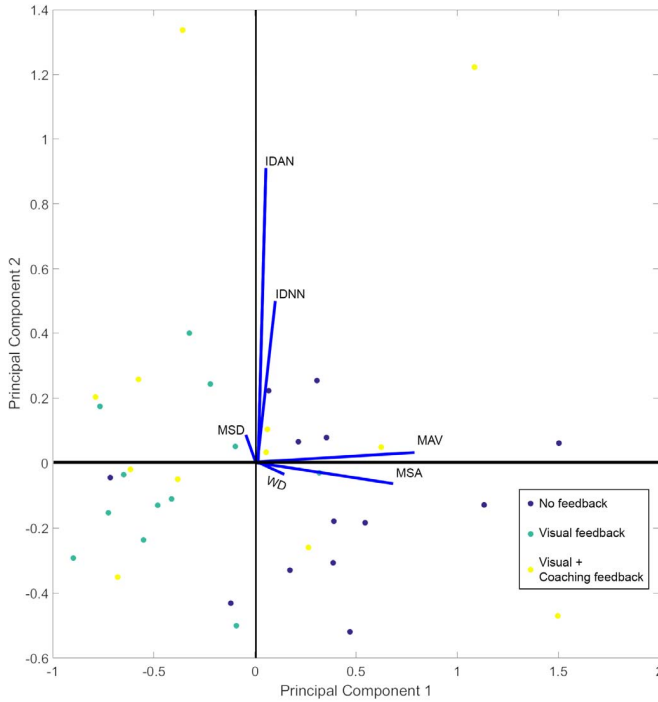 1.4
1.2
1
0.8
0.6
0.4
0.2
0
-0.2
-0.4
-0.6
Principal Component 2
IDAN
IDNN
MSD
MAV
MSA
WD
No feedback
Visual feedback
Visual +
Coaching feedback
-1
-0.5
0
0.5
1
1.5
2
Principal Component 1